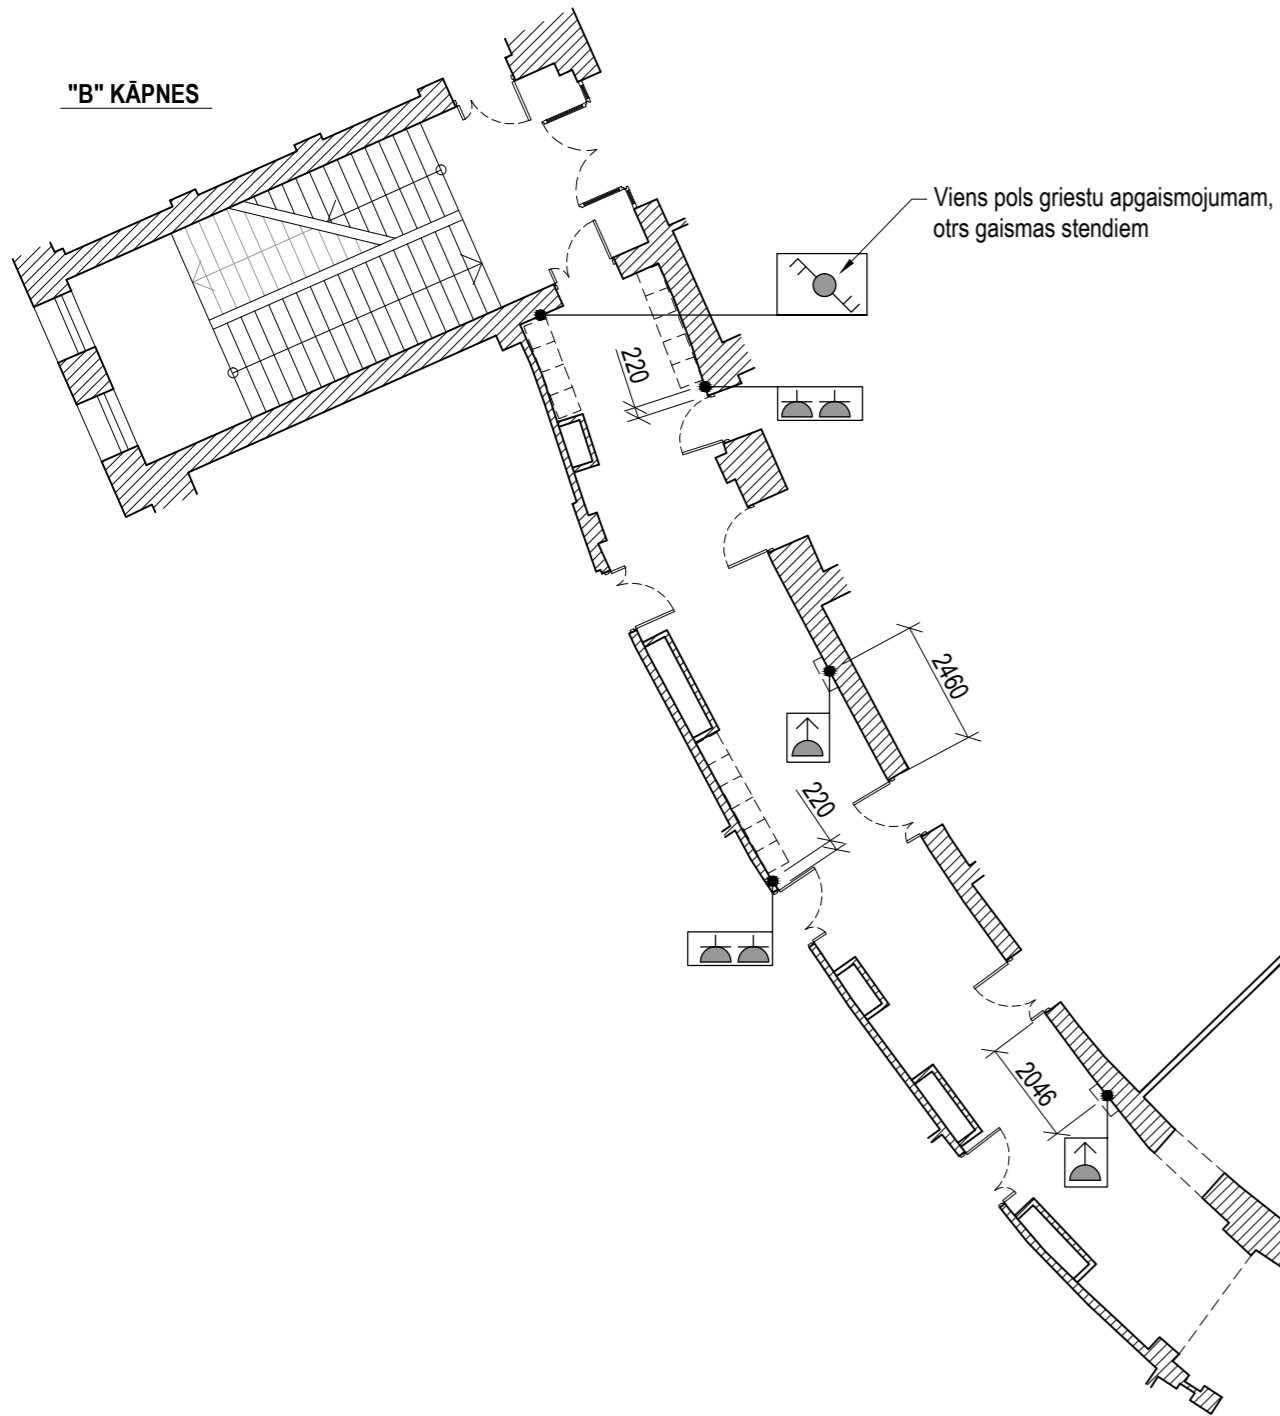 "B" KĀPNES
Viens pols griestu apgaismojumam,
otrs gaismas stendiem
220
2460
220
2046